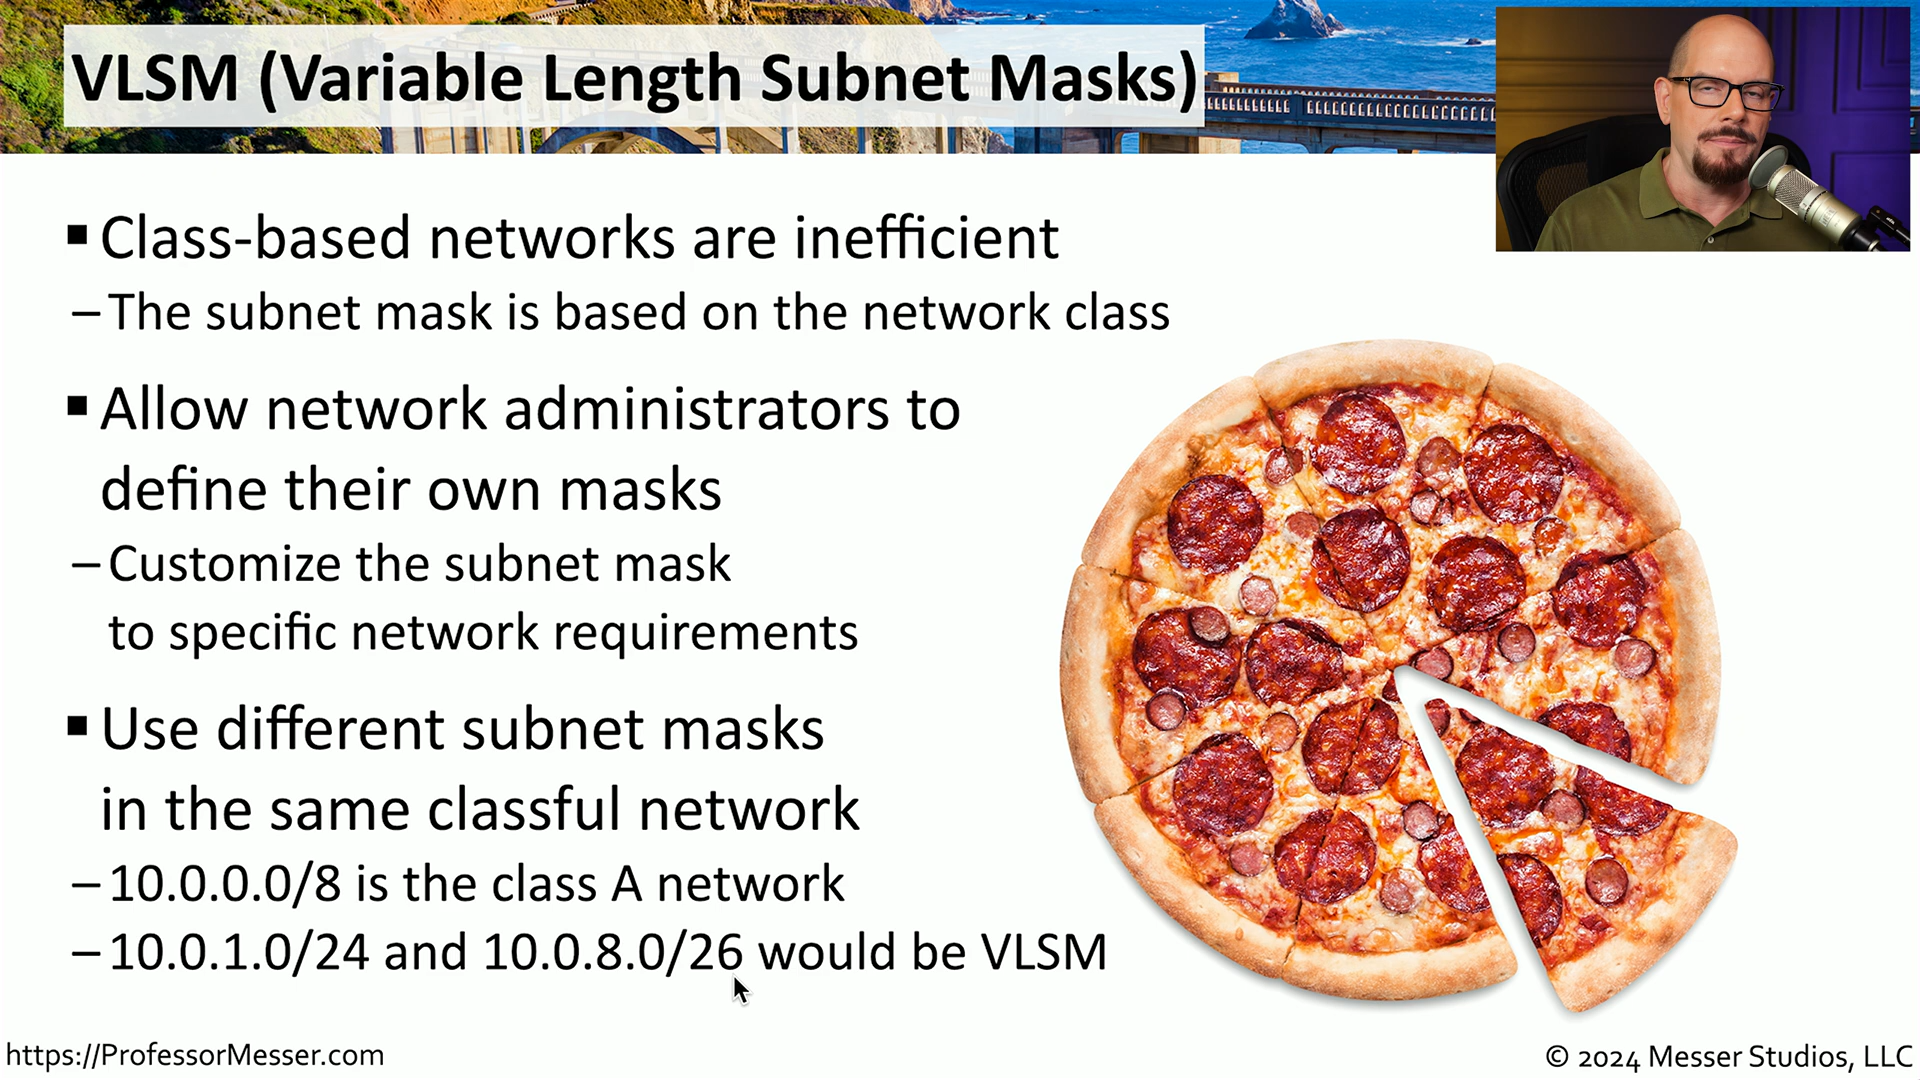 VLSM (Variable Length Subnet Masks)
▪ Class-based networks are inefficient
– The subnet mask is based on the network class
▪ Allow network administrators to
define their own masks
– Customize the subnet mask
to specific network requirements
▪ Use different subnet masks
in the same classful network
– 10.0.0.0/8 is the class A network
– 10.0.1.0/24 and 10.0.8.0/26 would be VLSM
https://ProfessorMesser.com
© 2024 Messer Studios, LLC